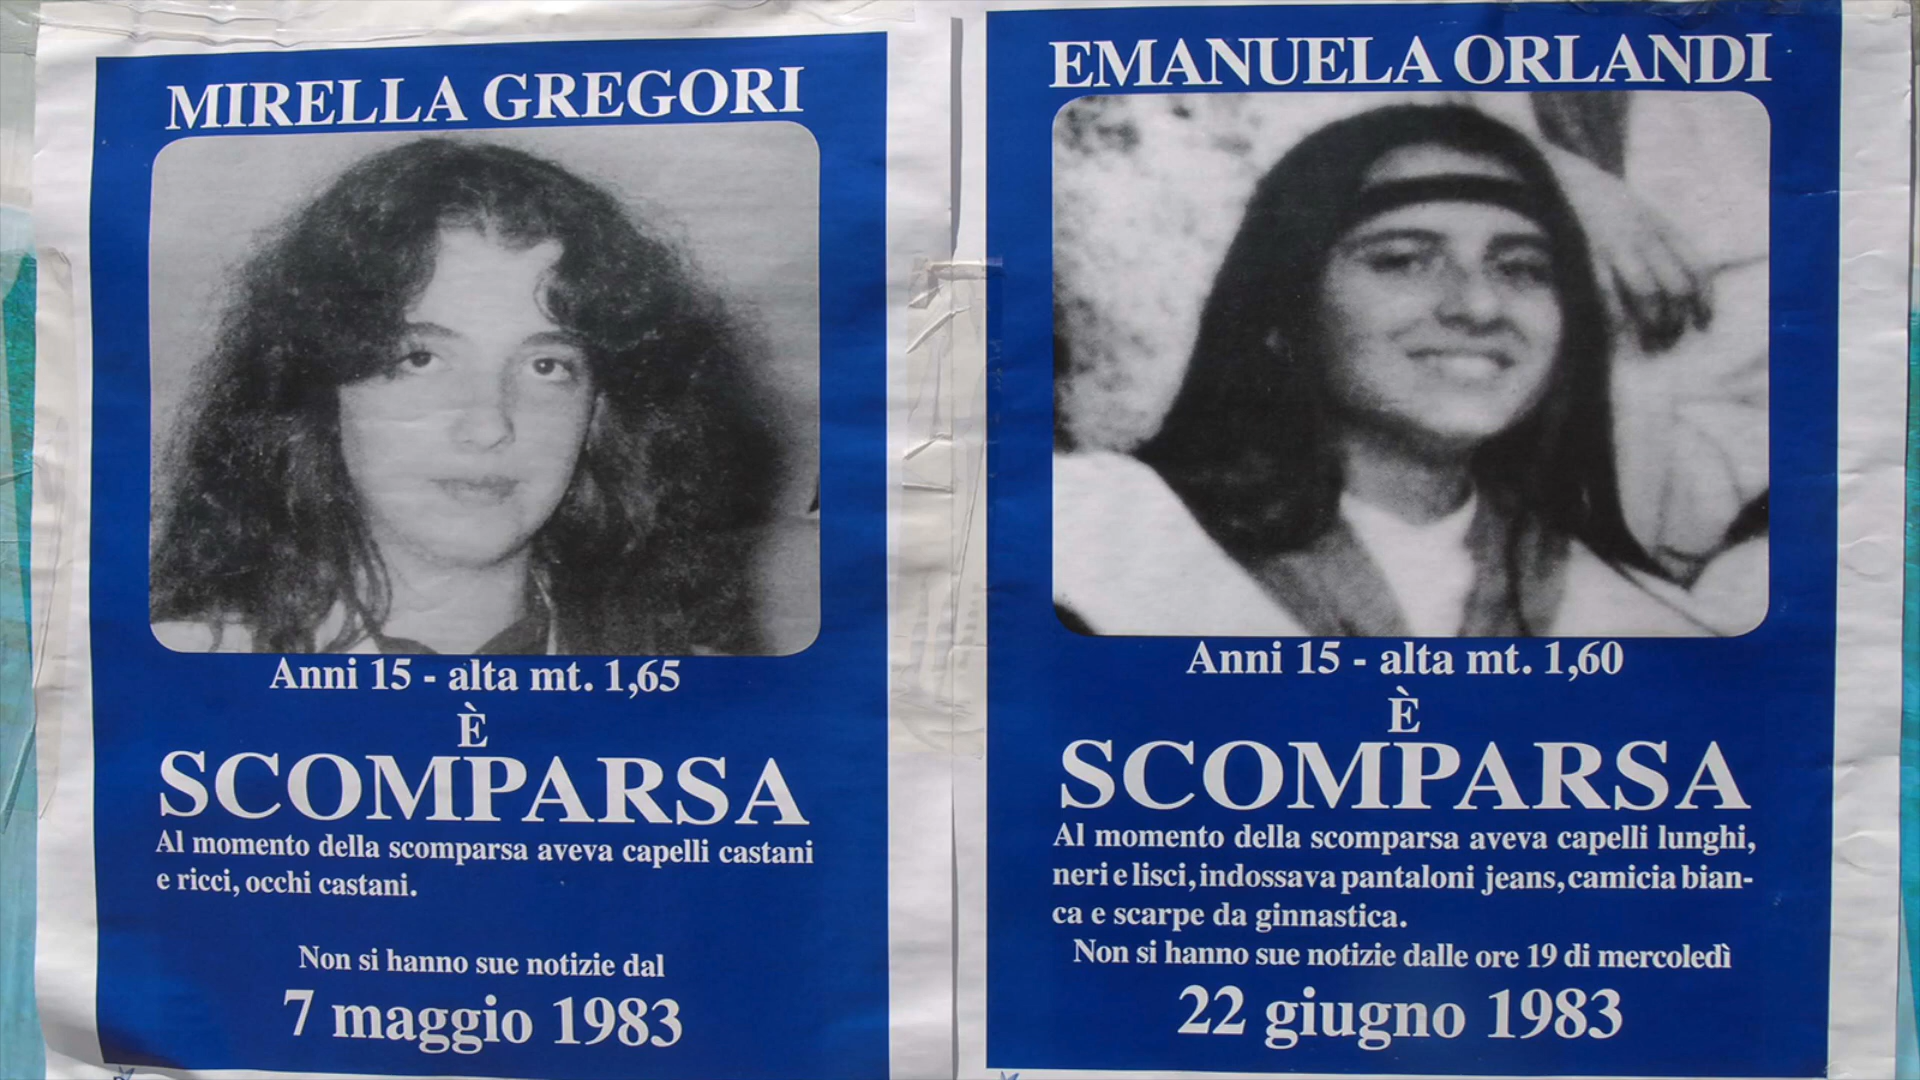 MIRELLA GREGORI
Anni 15 - alta mt. 1,65
È
SCOMPARSA
Al momento della scomparsa aveva capelli castani
e ricci, occhi castani.
Non si hanno sue notizie dal
7 maggio 1983
EMANUELA ORLANDI
Anni 15 - alta mt. 1,60
È
SCOMPARSA
Al momento della scomparsa aveva capelli lunghi,
neri e lisci, indossava pantaloni jeans, camicia bian-
ca e scarpe da ginnastica.
Non si hanno sue notizie dalle ore 19 di mercoledì
22 giugno 1983